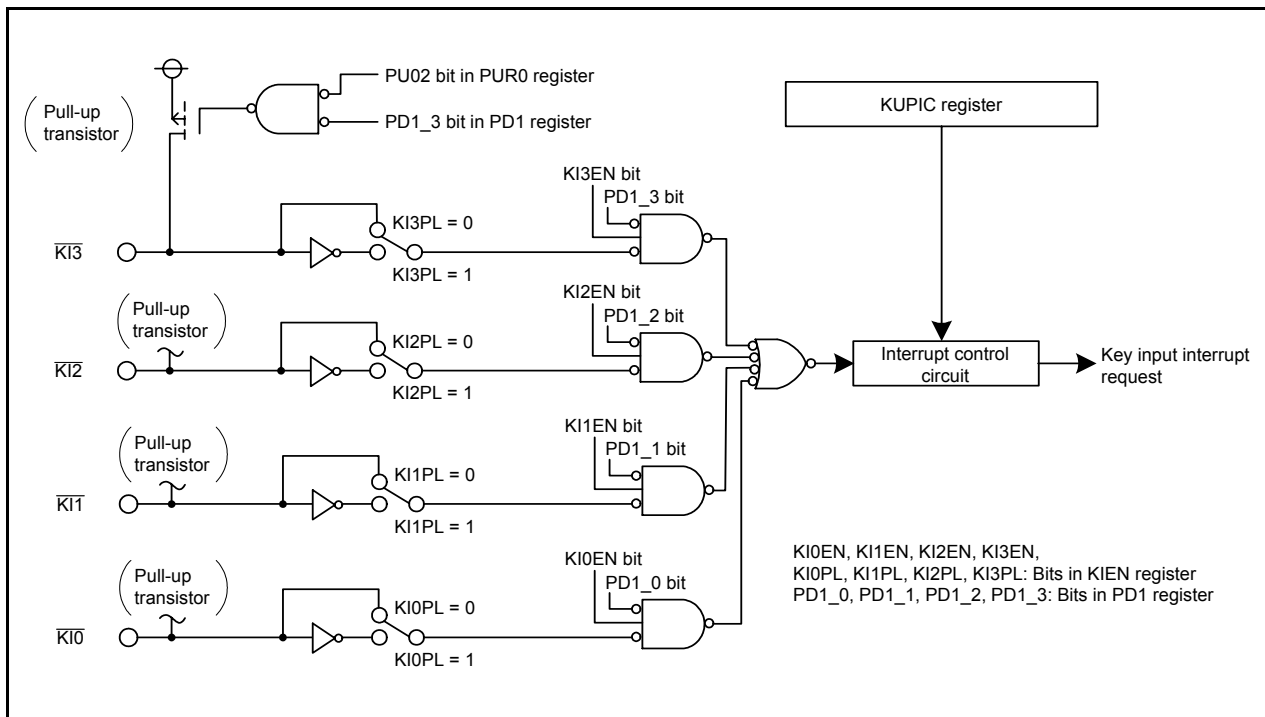 PU02 bit in PUR0 register
PD1_3 bit in PD1 register
KUPIC register
Pull-up
transistor
KI3EN bit
PD1_3 bit
KI3PL = 0
KI3
KI3PL = 1
Pull-up
transistor
KI2EN bit
PD1_2 bit
KI2PL = 0
KI2
KI2PL = 1
Interrupt control
circuit
Key input interrupt
request
Pull-up
transistor
KI1EN bit
PD1_1 bit
KI1PL = 0
KI1
KI1PL = 1
Pull-up
transistor
KI0EN bit
PD1_0 bit
KI0PL = 0
KI0
KI0PL = 1
KI0EN, KI1EN, KI2EN, KI3EN,
KI0PL, KI1PL, KI2PL, KI3PL: Bits in KIEN register
PD1_0, PD1_1, PD1_2, PD1_3: Bits in PD1 register